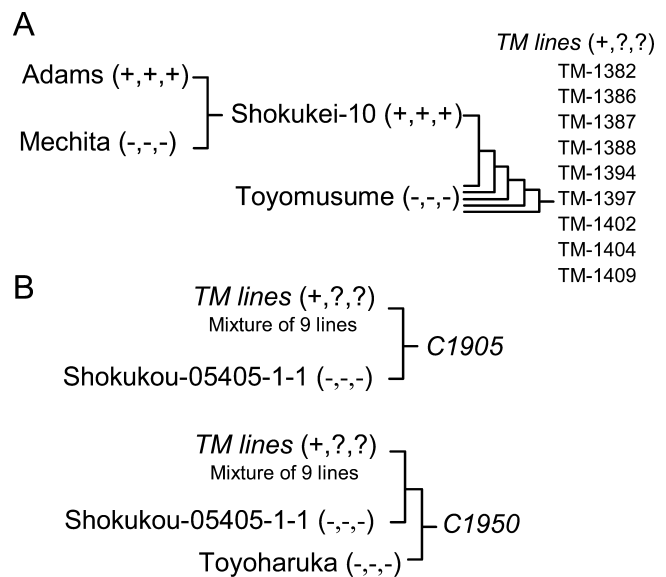 A
TM lines (+,?,?)
Adams (+,+,+)
TM-1382
TM-1386
Shokukei-10 (+,+,+)
TM-1387
Mechita (-,-,-)
TM-1388
TM-1394
Toyomusume (-,-,-)
TM-1397
TM-1402
TM-1404
TM-1409
B
TM lines (+,?,?)
Mixture of 9 lines
C1905
Shokukou-05405-1-1 (-,-,-)
TM lines (+,?,?)
Mixture of 9 lines
Shokukou-05405-1-1 (-,-,-)
C1950
Toyoharuka (-,-,-)